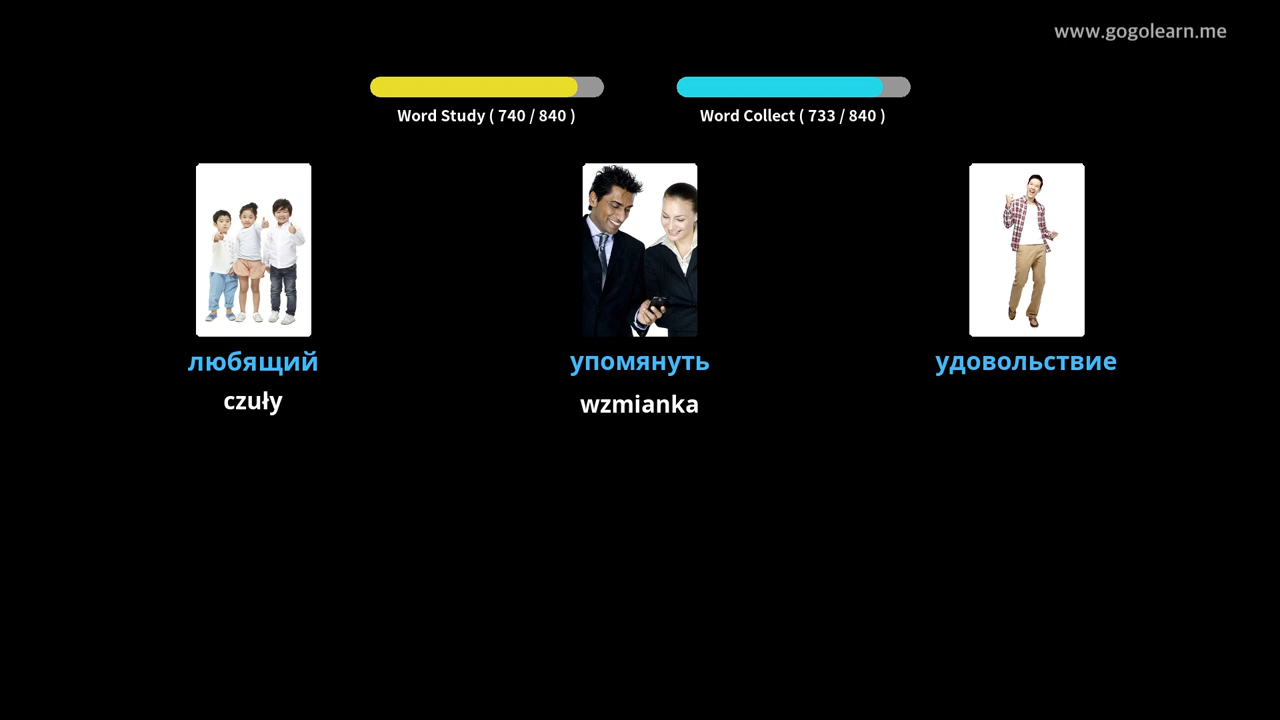 www.gogolearn.me
Word Study ( 740 / 840 )
Word Collect ( 733 / 840 )
любящий
упомянуть
удовольствие
czuły
wzmianka